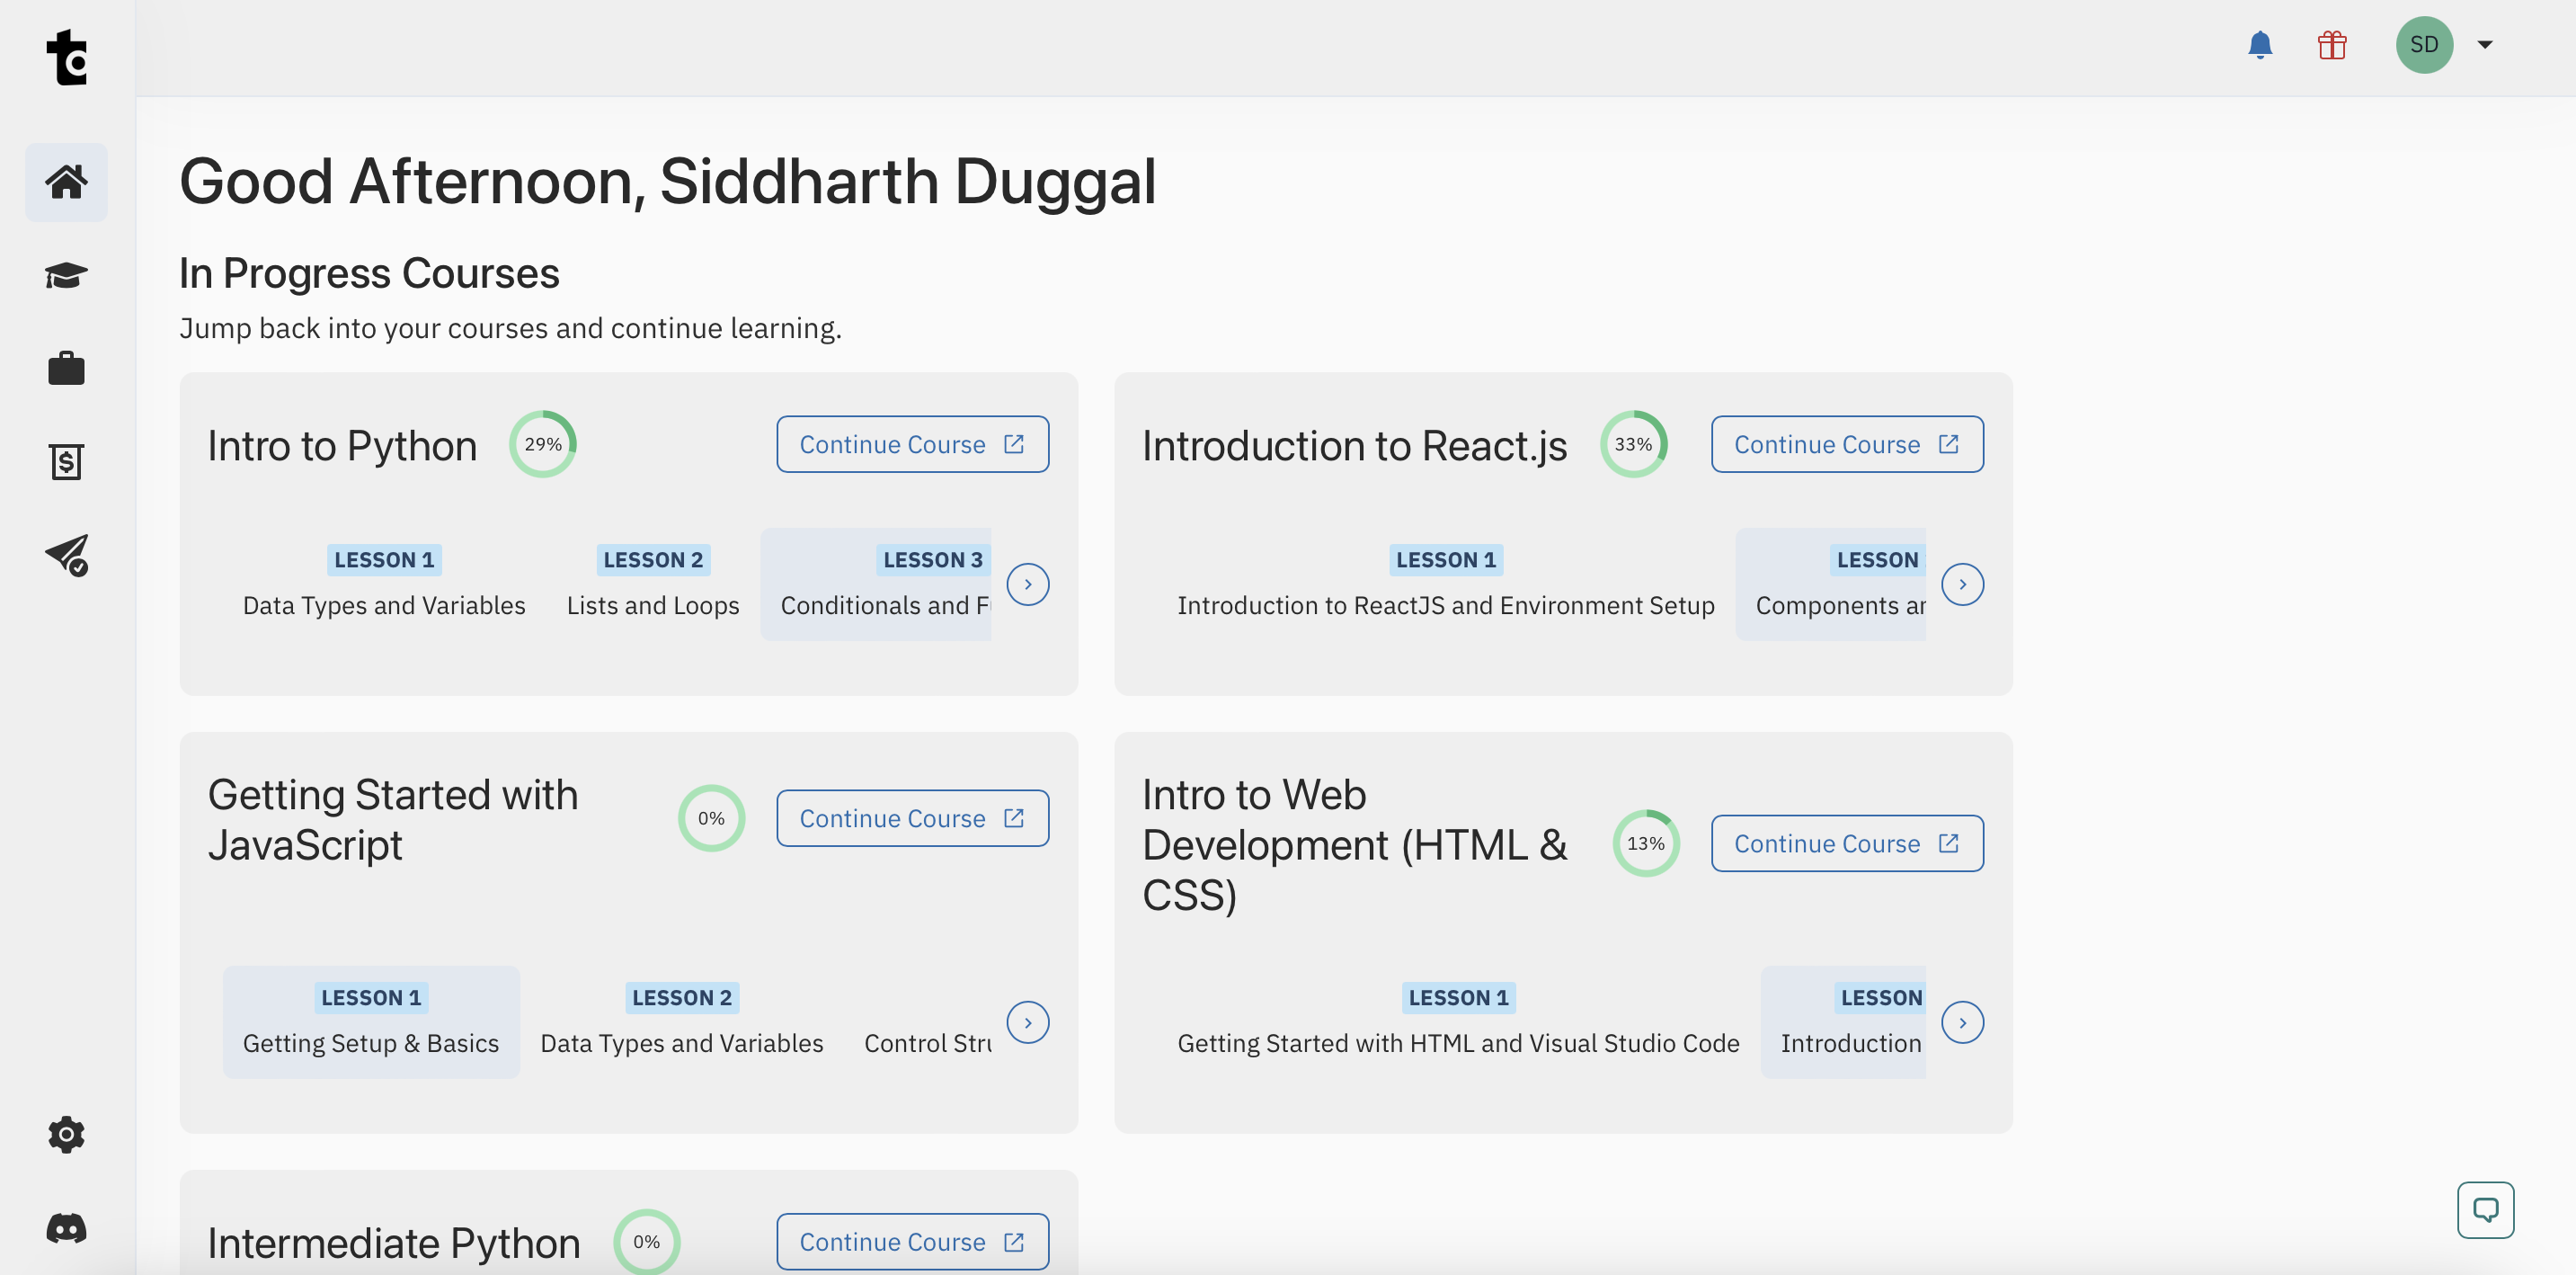 tc
SD
Good Afternoon, Siddharth Duggal
In Progress Courses
Jump back into your courses and continue learning.
Intro to Python
29%
Continue Course
LESSON 1
Data Types and Variables
LESSON 2
Lists and Loops
LESSON 3
Conditionals and F
Introduction to React.js
33%
Continue Course
LESSON 1
Introduction to ReactJS and Environment Setup
LESSON
Components ar
Getting Started with
JavaScript
0%
Continue Course
LESSON 1
Getting Setup & Basics
LESSON 2
Data Types and Variables
Control Stru
Intro to Web
Development (HTML &
CSS)
13%
Continue Course
LESSON 1
Getting Started with HTML and Visual Studio Code
LESSON
Introduction
Intermediate Python
0%
Continue Course